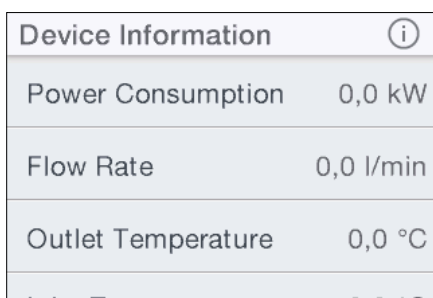 Device Information
Power Consumption 0,0 kW
Flow Rate 0,0 l/min
Outlet Temperature 0,0 °C